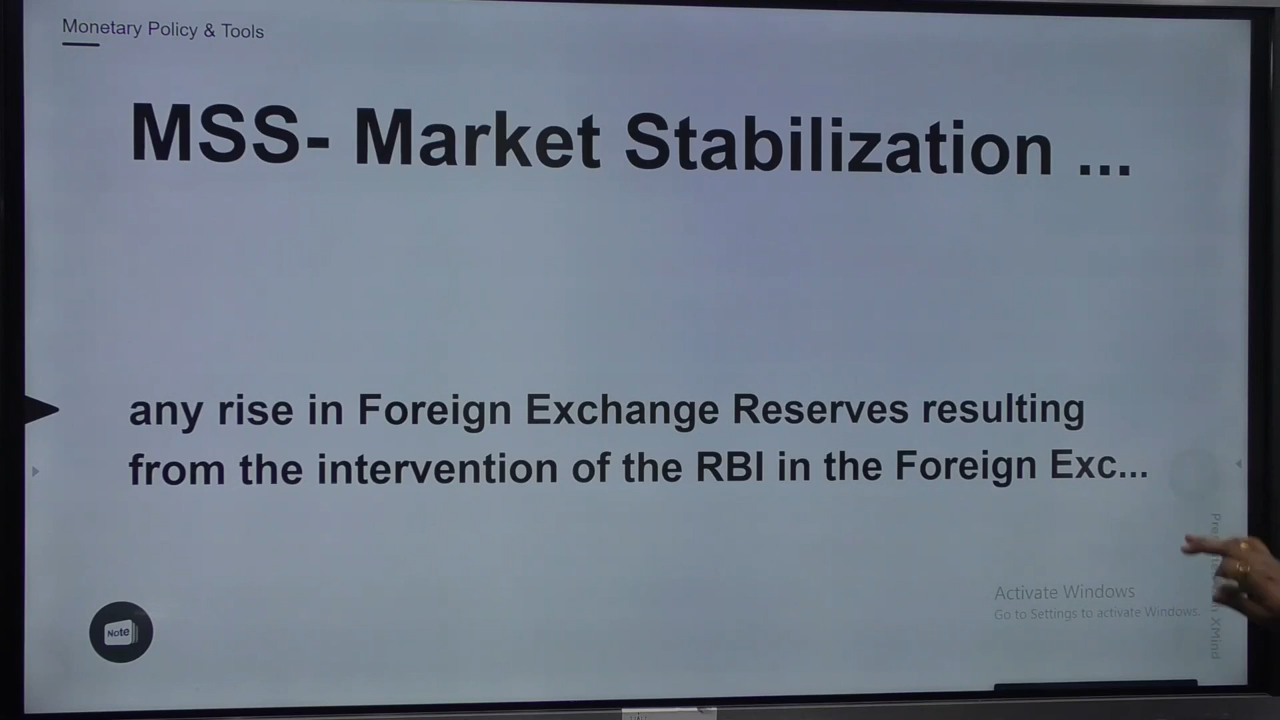 Monetary Policy & Tools
MSS- Market Stabilization ...
any rise in Foreign Exchange Reserves resulting
from the intervention of the RBI in the Foreign Exc...
Note
Activate Windows
Go to Settings to activate Windows.
XMind